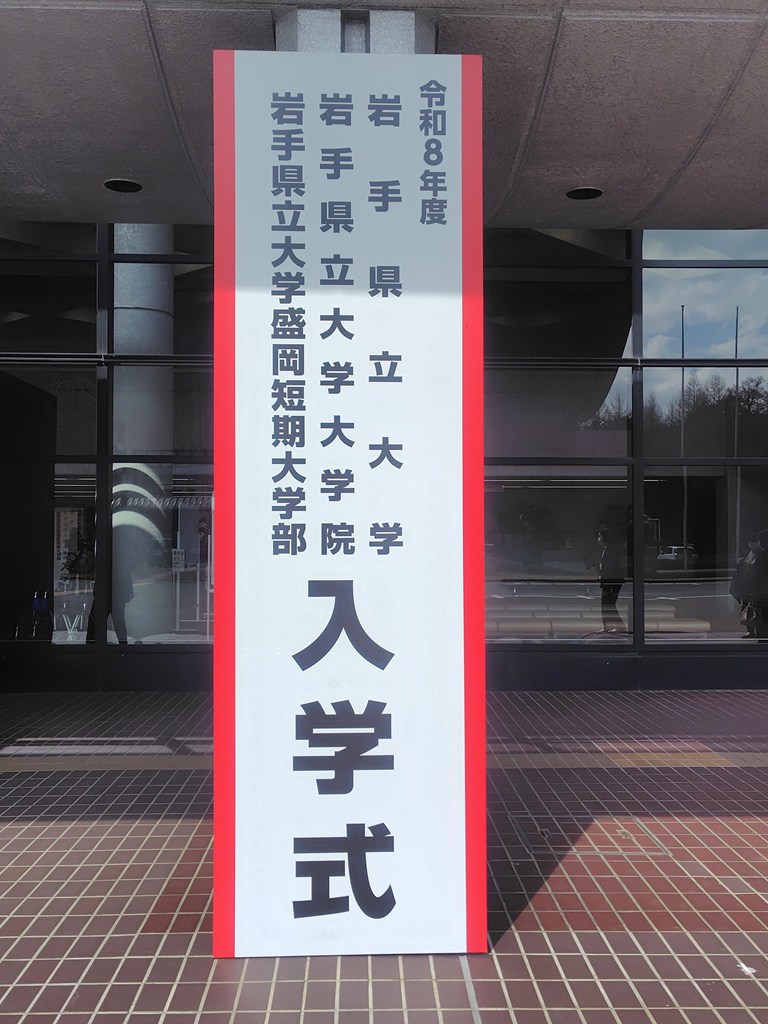 令和8年度
岩手県立大学
岩手県立大学大学院
岩手県立大学盛岡短期大学部
入学式